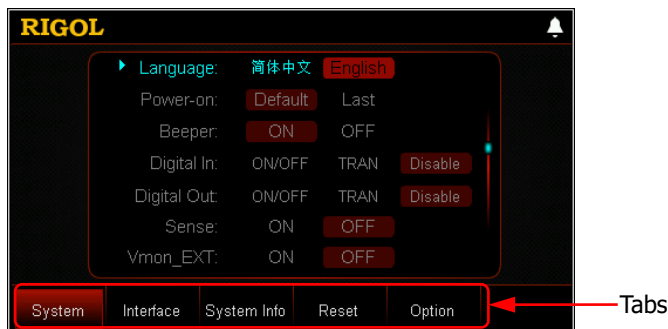 RIGOL
Language: 简体中文 English
Power-on: Default Last
Beeper: ON OFF
Digital In: ON/OFF TRAN Disable
Digital Out: ON/OFF TRAN Disable
Sense: ON OFF
Vmon_EXT: ON OFF
System Interface System Info Reset Option
Tabs